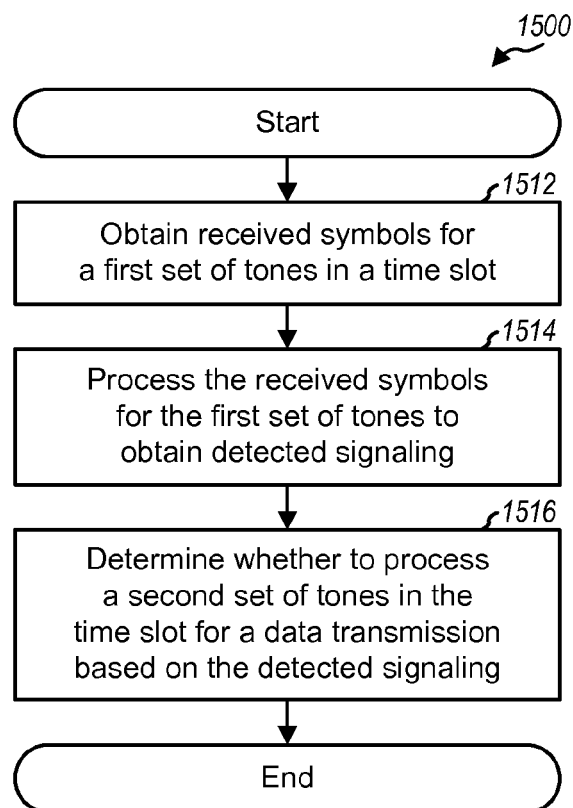 1500
Start
1512
Obtain received symbols for
a first set of tones in a time slot
1514
Process the received symbols
for the first set of tones to
obtain detected signaling
1516
Determine whether to process
a second set of tones in the
time slot for a data transmission
based on the detected signaling
End